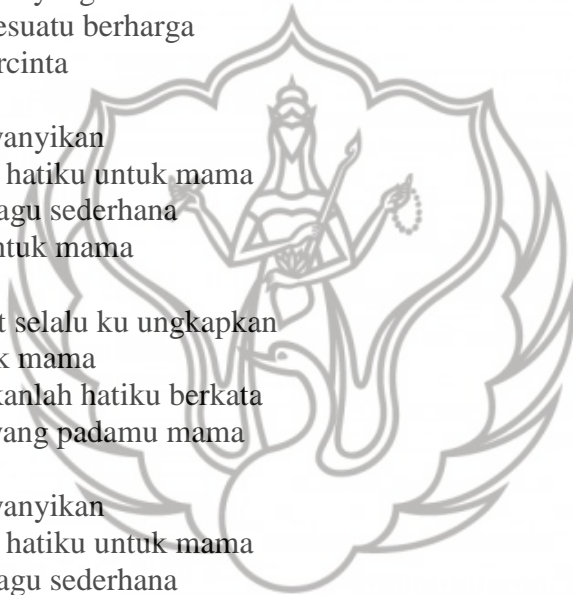 esuatu berharga
rcinta
yanyikan
hatiku untuk mama
agu sederhana
ntuk mama
t selalu ku ungkapkan
k mama
kanlah hatiku berkata
yang padamu mama
yanyikan
hatiku untuk mama
agu sederhana